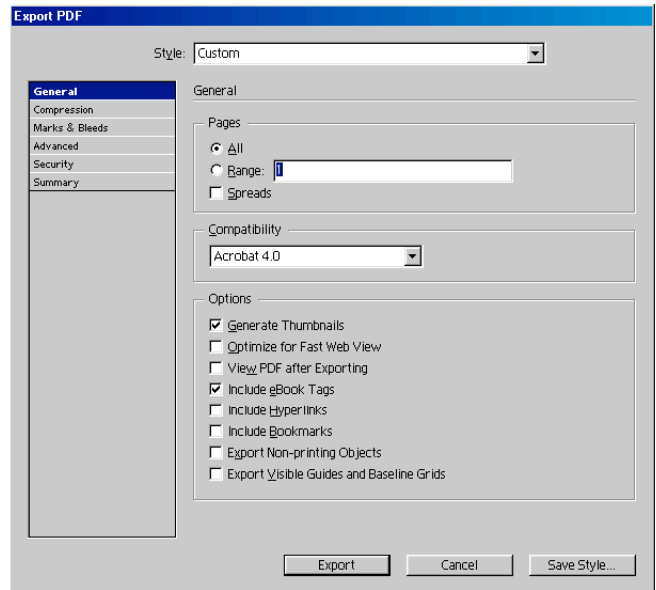 Export PDF
Style: Custom
General
Compression
Marks & Bleeds
Advanced
Security
Summary
General
Pages
All
Range: 1
Spreads
Compatibility
Acrobat 4.0
Options
Generate Thumbnails
Optimize for Fast Web View
View PDF after Exporting
Include eBook Tags
Include Hyperlinks
Include Bookmarks
Export Non-printing Objects
Export Visible Guides and Baseline Grids
Export Cancel Save Style...